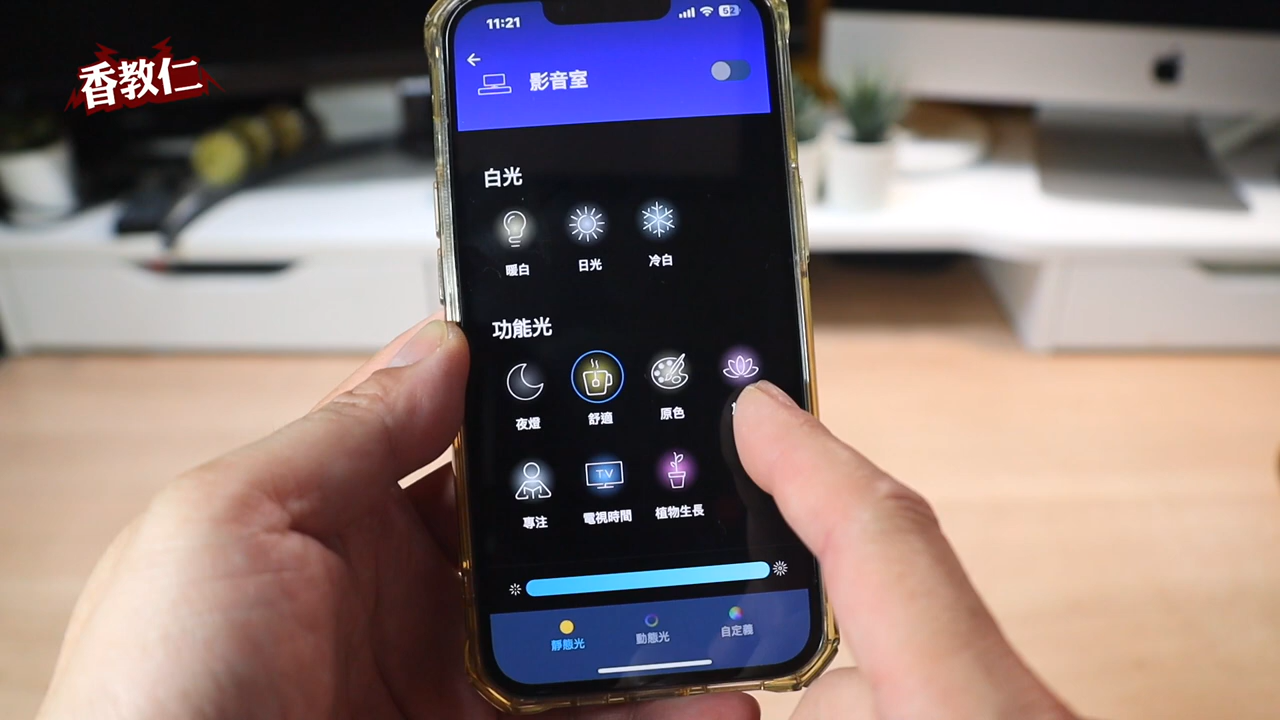 香教仁
11:21
52
影音室
白光
暖白
日光
冷白
功能光
夜燈
舒適
原色
專注
TV
電視時間
植物生長
靜態光
動態光
自定義